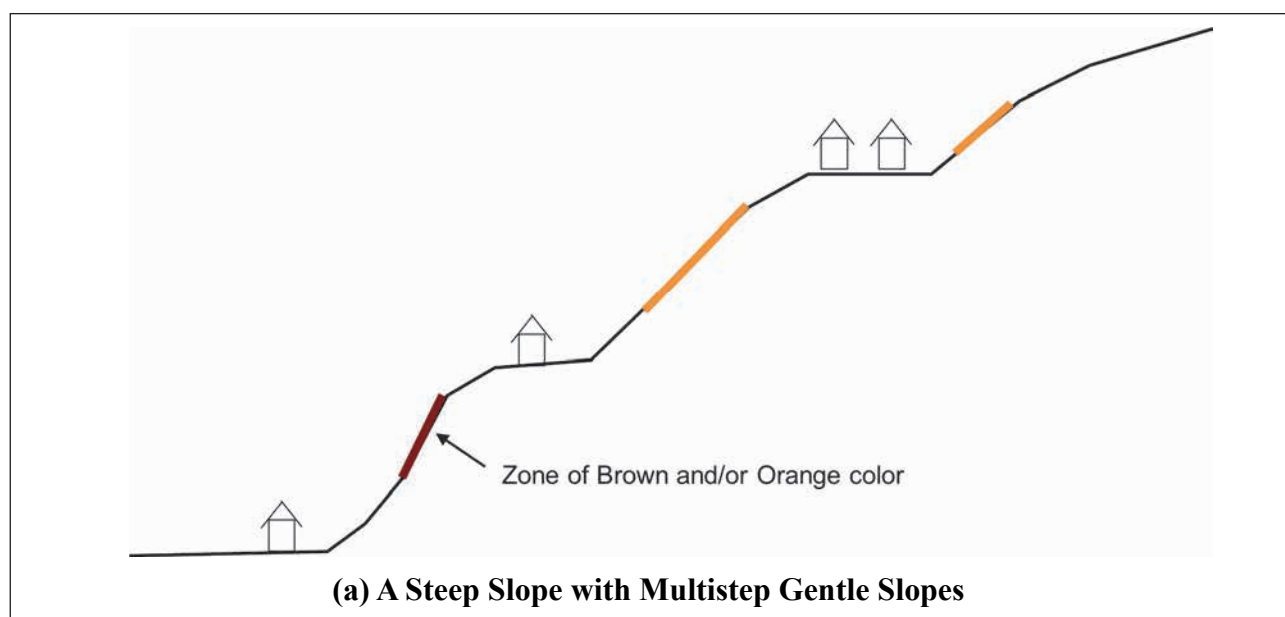 Zone of Brown and/or Orange color
(a) A Steep Slope with Multistep Gentle Slopes